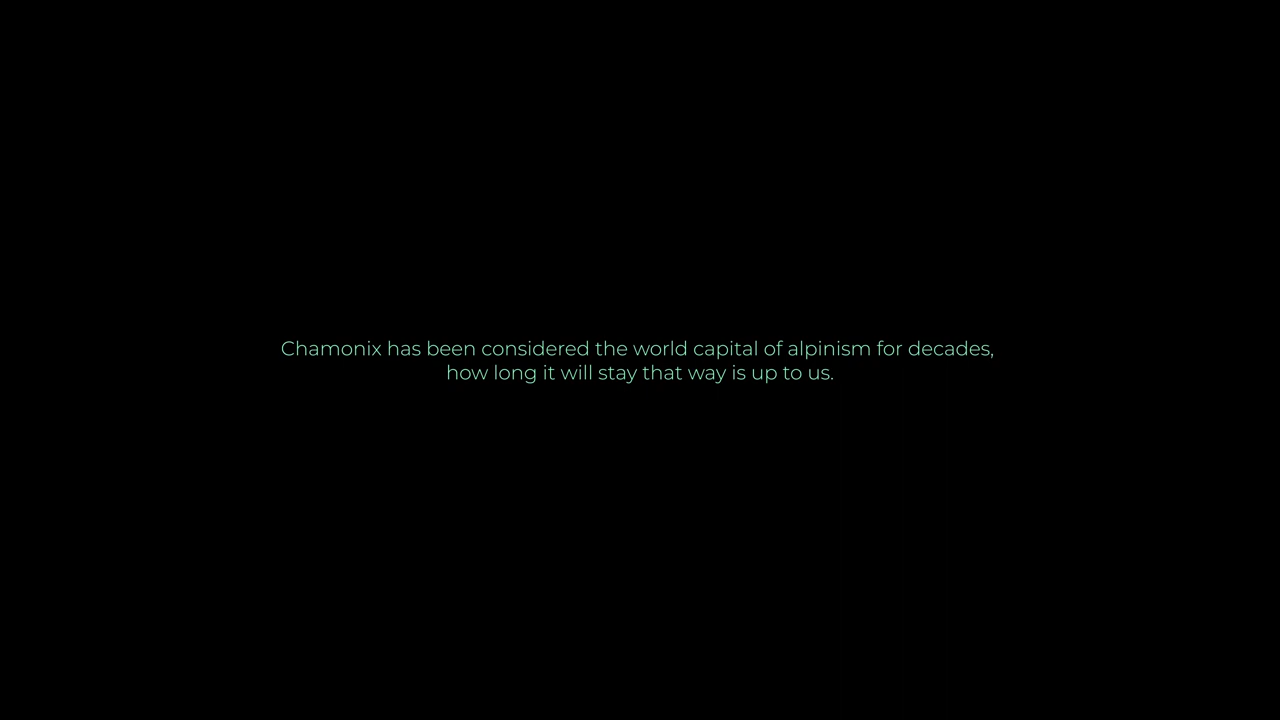 Chamonix has been considered the world capital of alpinism for decades,
how long it will stay that way is up to us.